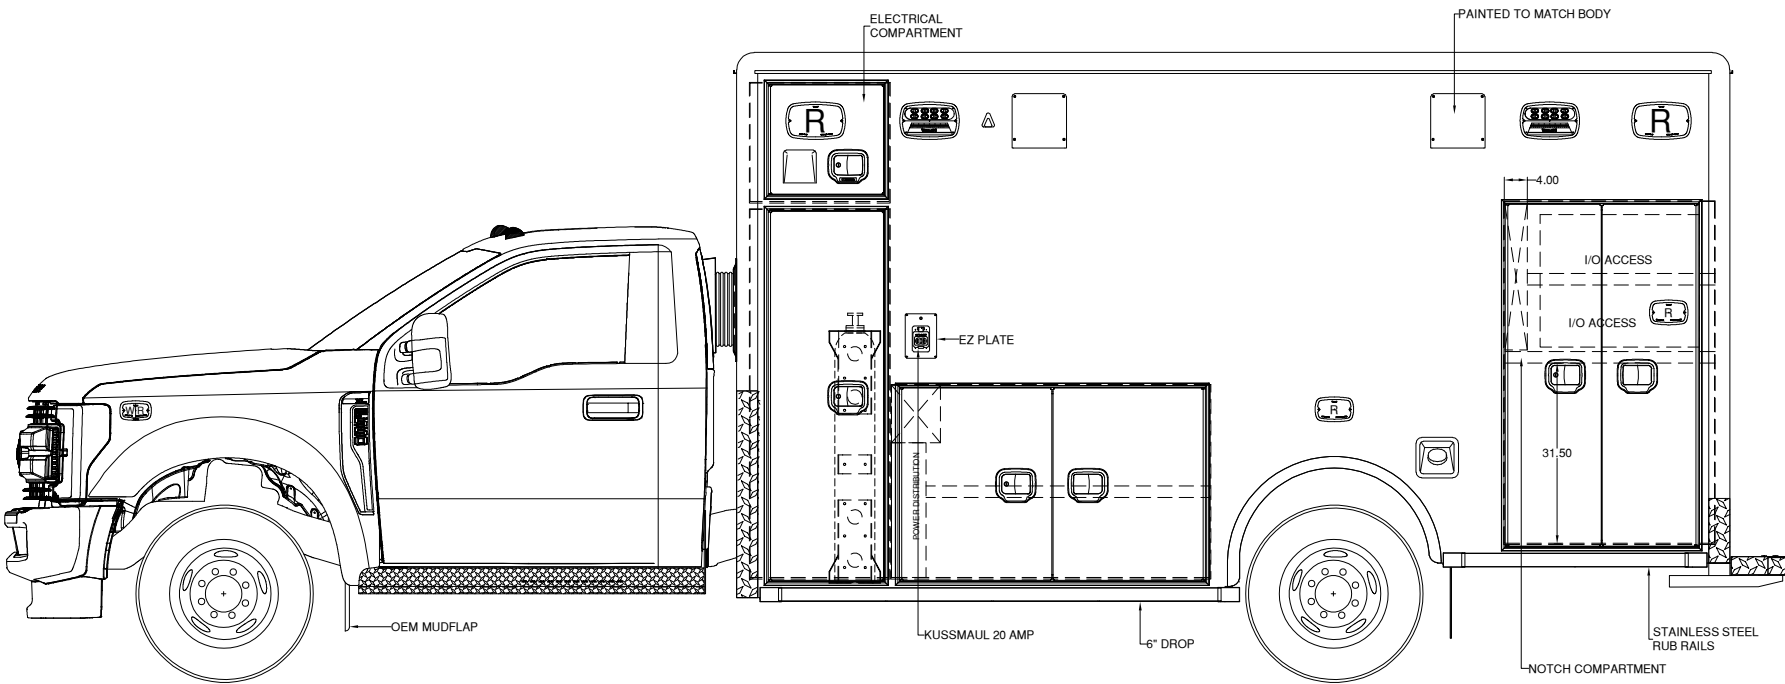 ELECTRICAL
COMPARTMENT
PAINTED TO MATCH BODY
R
R
4.00
I/O ACCESS
I/O ACCESS
R
EZ PLATE
R
31.50
POWER DISTRIBUTION
OEM MUDFLAP
KUSSMAUL 20 AMP
6" DROP
STAINLESS STEEL
RUB RAILS
NOTCH COMPARTMENT